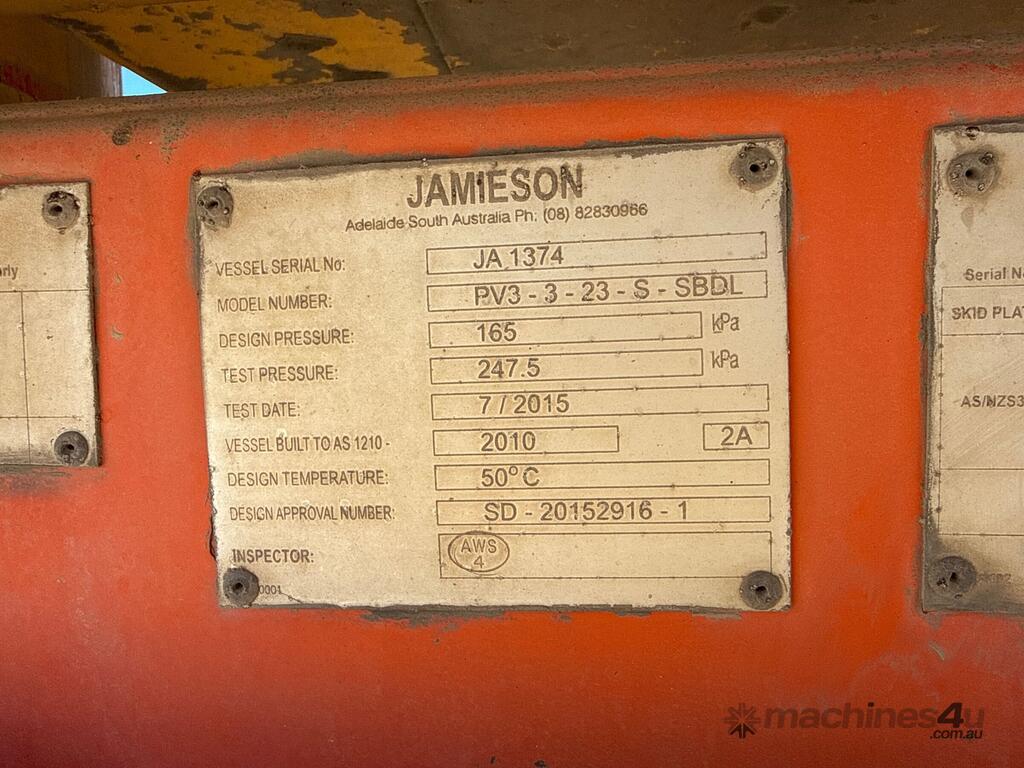 JAMIESON
Adelaide South Australia Ph: (08) 82830966
VESSEL SERIAL No: JA 1374
MODEL NUMBER: PV3 - 3 - 23 - S - SBDL
DESIGN PRESSURE: 165 kPa
TEST PRESSURE: 247.5 kPa
TEST DATE: 7 / 2015
VESSEL BUILT TO AS 1210 - 2010 2A
DESIGN TEMPERATURE: 50°C
DESIGN APPROVAL NUMBER: SD - 20152916 - 1
INSPECTOR: AWS 4
0001
Serial N
SKID PLA
AS/NZS3
machines4u
.com.au